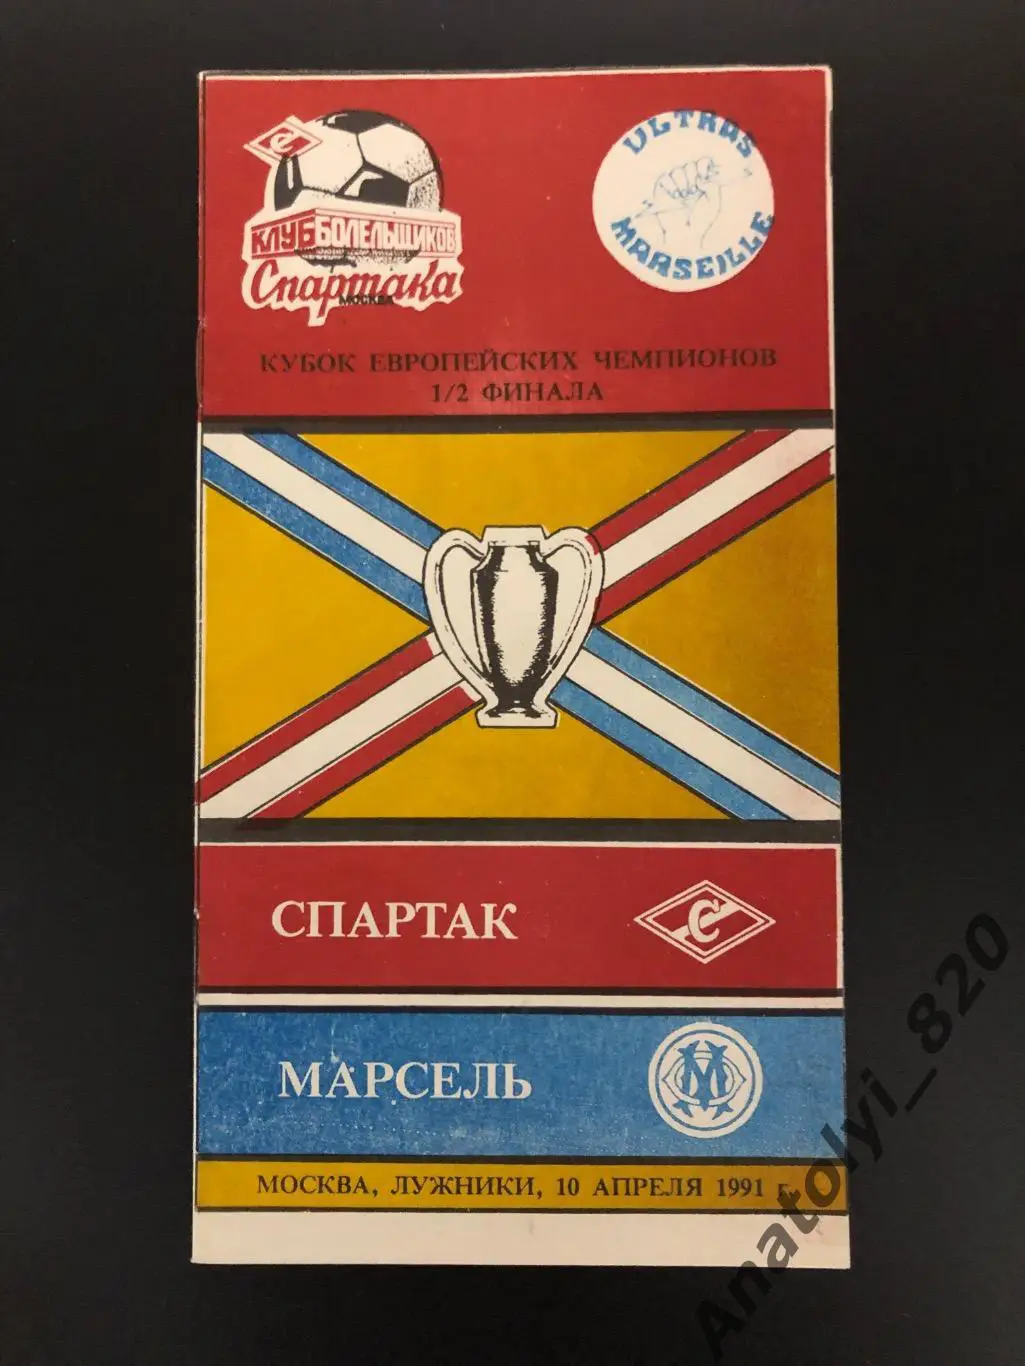 С
КЛУБ БОЛЕЛЬЩИКОВ
Спартака
МОСКВА
ULTRAS
MARSEILLE
КУБОК ЕВРОПЕЙСКИХ ЧЕМПИОНОВ
1/2 ФИНАЛА
СПАРТАК
С
МАРСЕЛЬ
OM
МОСКВА, ЛУЖНИКИ, 10 АПРЕЛЯ 1991 г.
Anatolyi_820